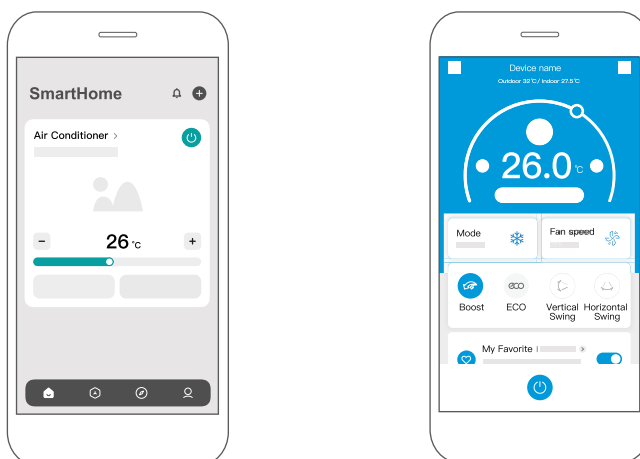 SmartHome
Air Conditioner >
26 °C
Device name
Outdoor 32°C / Indoor 27.5°C
26.0 °C
Mode
Fan speed
eco
Boost
ECO
Vertical Swing
Horizontal Swing
My Favorite